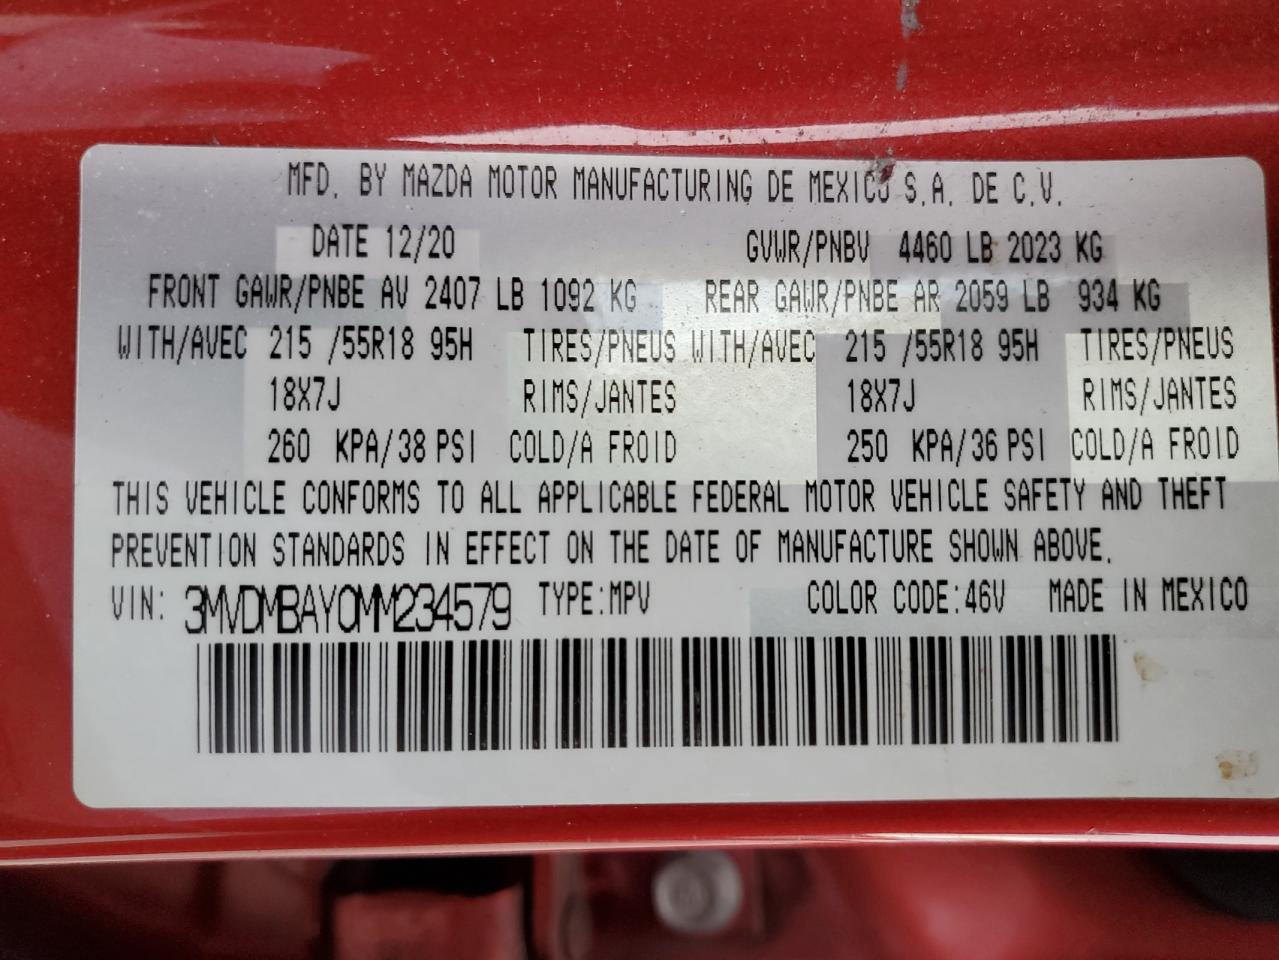 MFD. BY MAZDA MOTOR MANUFACTURING DE MEXICO S.A. DE C.V.
DATE 12/20 GVWR/PNBV 4460 LB 2023 KG
FRONT GAWR/PNBE AV 2407 LB 1092 KG REAR GAWR/PNBE AR 2059 LB 934 KG
WITH/AVEC 215 /55R18 95H TIRES/PNEUS WITH/AVEC 215 /55R18 95H TIRES/PNEUS
18X7J RIMS/JANTES 18X7J RIMS/JANTES
260 KPA/38 PSI COLD/A FROID 250 KPA/36 PSI COLD/A FROID
THIS VEHICLE CONFORMS TO ALL APPLICABLE FEDERAL MOTOR VEHICLE SAFETY AND THEFT
PREVENTION STANDARDS IN EFFECT ON THE DATE OF MANUFACTURE SHOWN ABOVE.
VIN: 3MVDMBAY0MM234579 TYPE:MPV COLOR CODE:46V MADE IN MEXICO